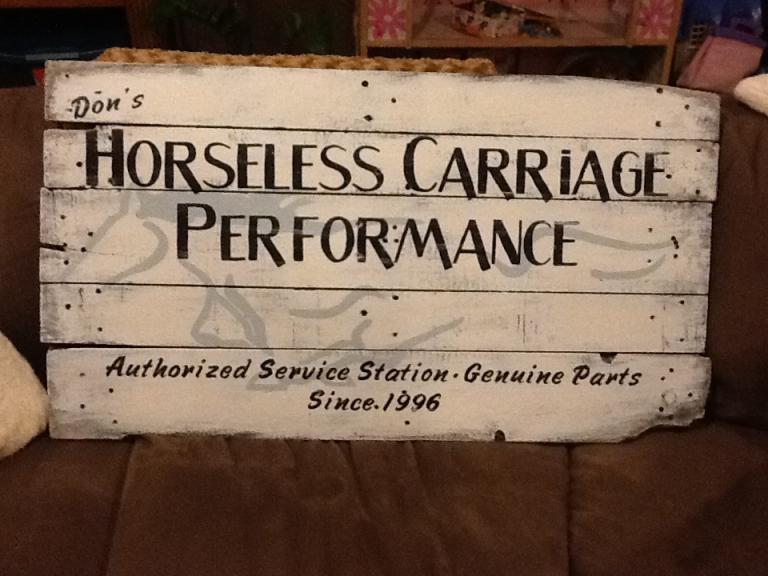 Don's
HORSELESS CARRiAGE
PERFORMANCE
Authorized Service Station · Genuine Parts
Since 1996